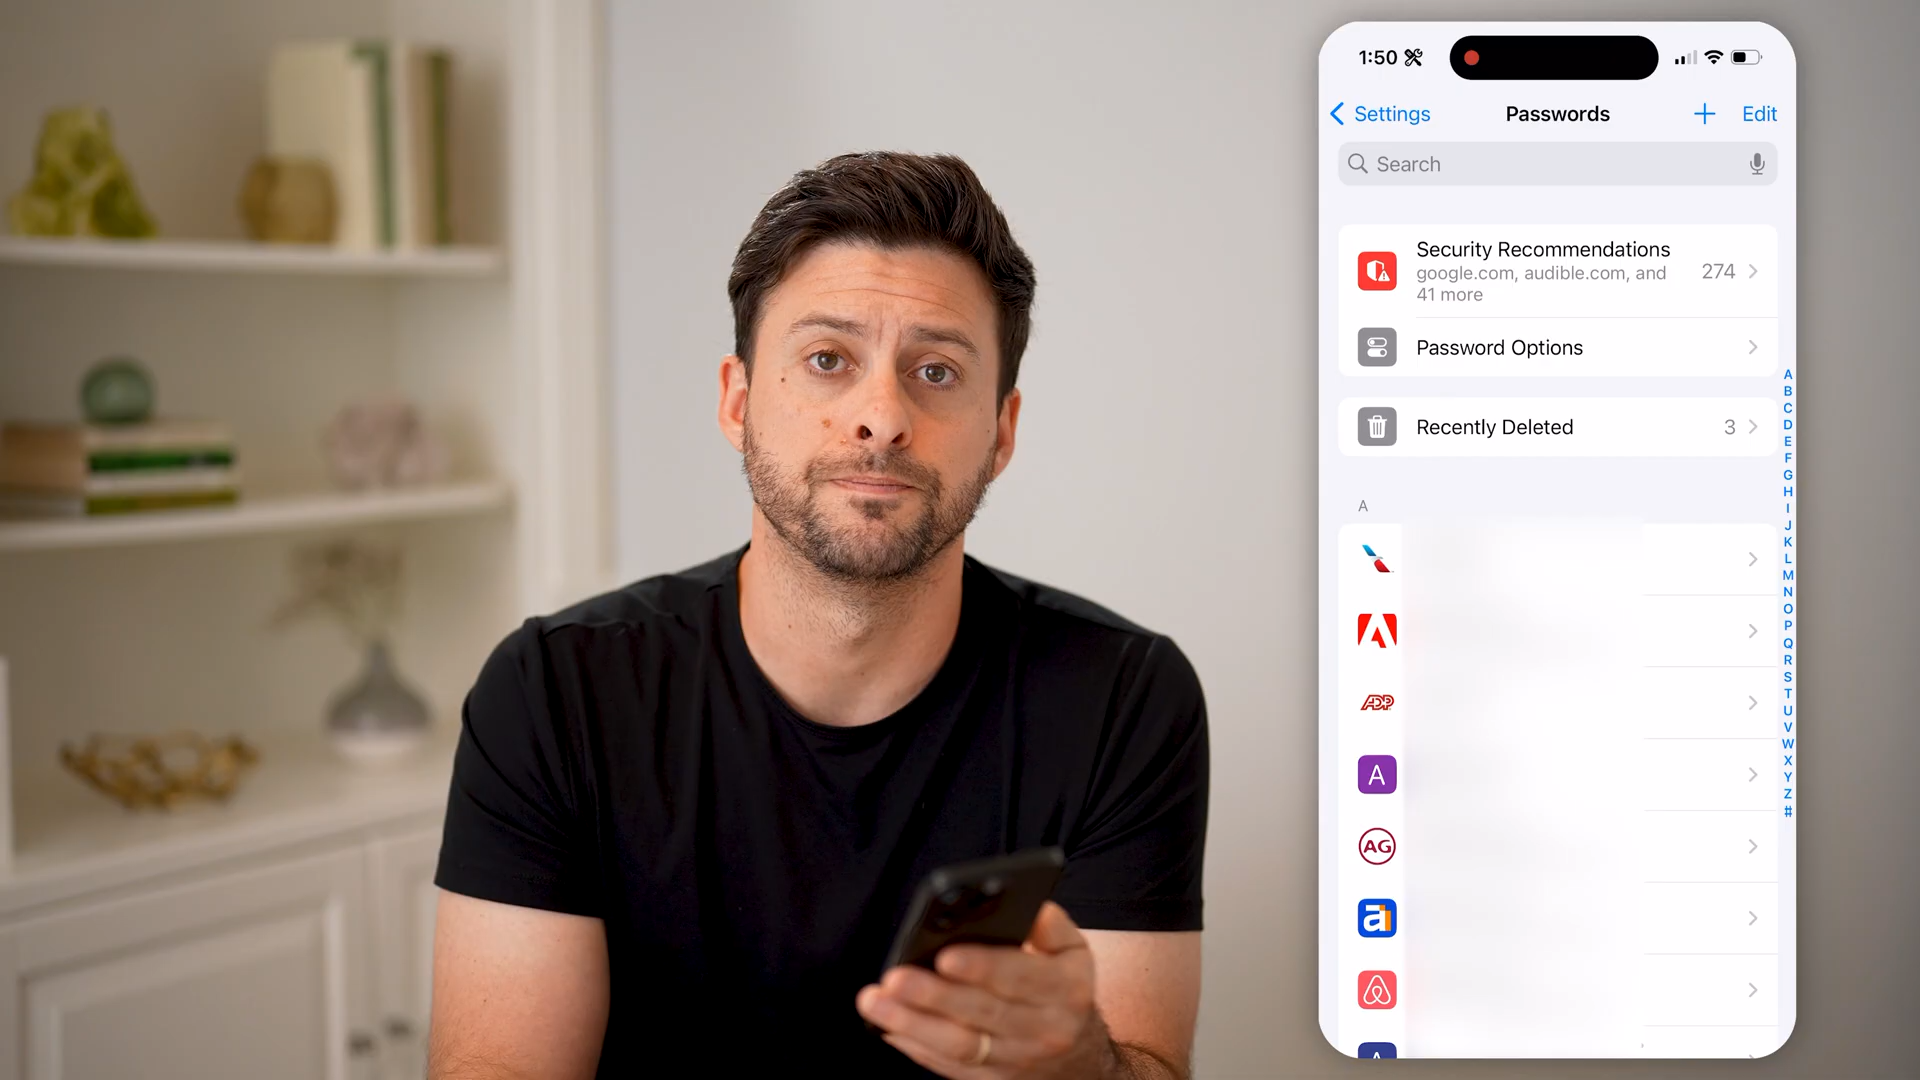 1:50
Settings
Passwords
Edit
Search
Security Recommendations
google.com, audible.com, and
41 more
274
Password Options
Recently Deleted
3
A
ADP
A
AG
a
A
B
C
D
E
F
G
H
I
J
K
L
M
N
O
P
Q
R
S
T
U
V
W
X
Y
Z
#